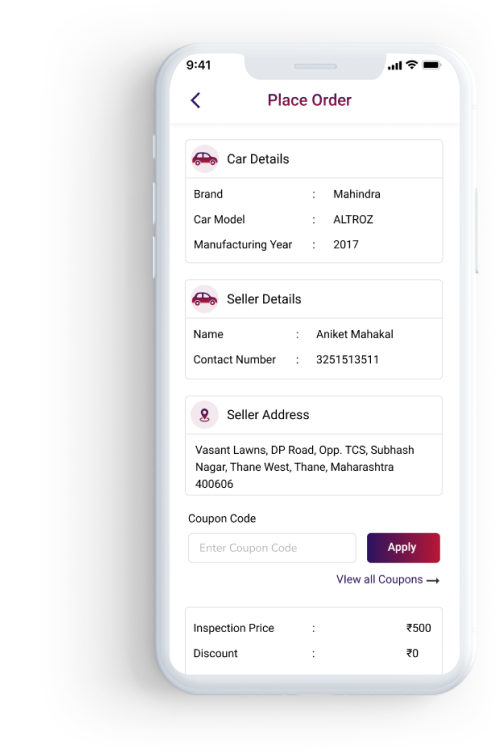 9:41
Place Order
Car Details
Brand : Mahindra
Car Model : ALTROZ
Manufacturing Year : 2017
Seller Details
Name : Aniket Mahakal
Contact Number : 3251513511
Seller Address
Vasant Lawns, DP Road, Opp. TCS, Subhash
Nagar, Thane West, Thane, Maharashtra
400606
Coupon Code
Enter Coupon Code Apply
VIew all Coupons →
Inspection Price : ₹500
Discount : ₹0